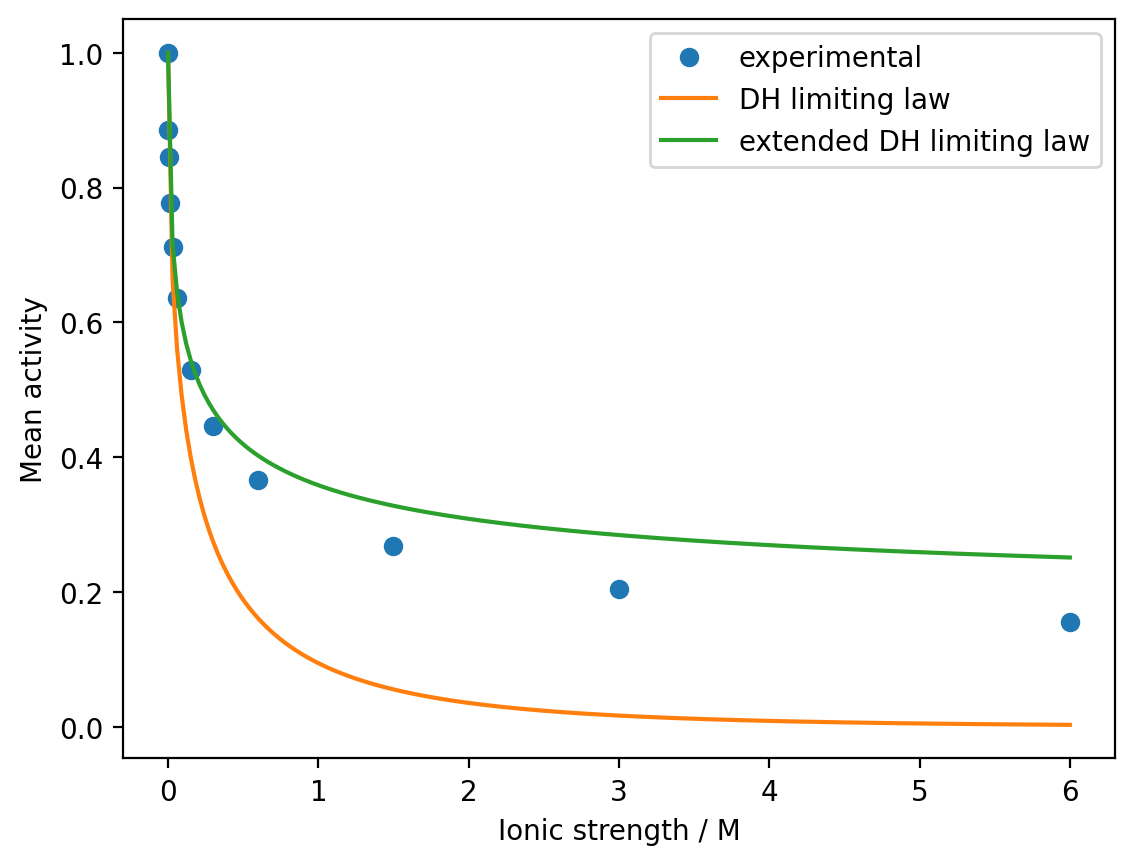 experimental
DH limiting law
extended DH limiting law
1.0
0.8
0.6
0.4
0.2
0.0
Mean activity
0 1 2 3 4 5 6
Ionic strength / M